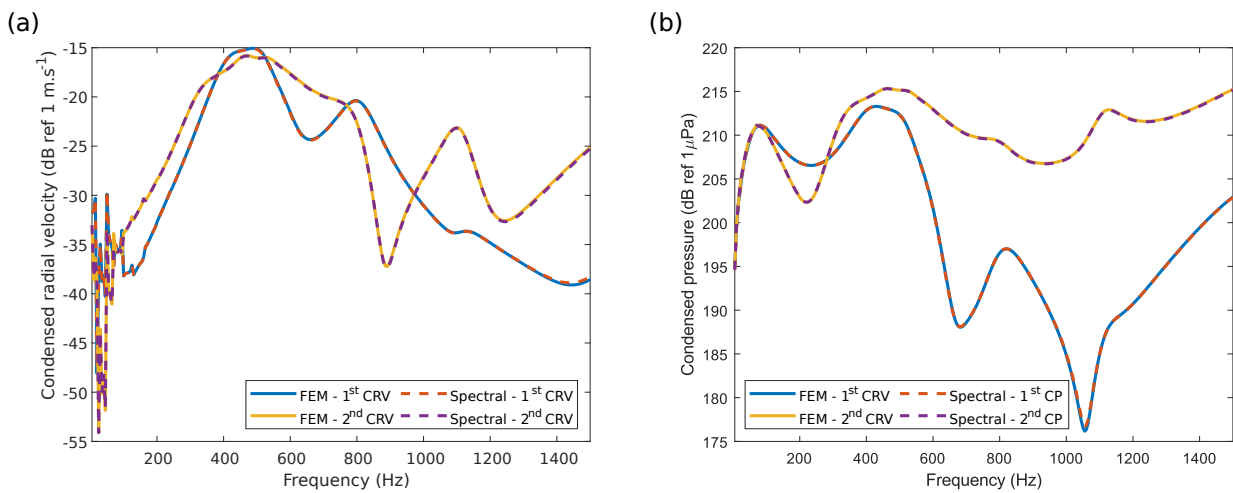 (a)
Condensed radial velocity (dB ref 1 m.s⁻¹)
-15
-20
-25
-30
-35
-40
-45
-50
-55
FEM - 1ˢᵗ CRV
Spectral - 1ˢᵗ CRV
FEM - 2ⁿᵈ CRV
Spectral - 2ⁿᵈ CRV
200 400 600 800 1000 1200 1400
Frequency (Hz)
(b)
Condensed pressure (dB ref 1μPa)
220
215
210
205
200
195
190
185
180
175
FEM - 1ˢᵗ CRV
Spectral - 1ˢᵗ CP
FEM - 2ⁿᵈ CRV
Spectral - 2ⁿᵈ CP
200 400 600 800 1000 1200 1400
Frequency (Hz)